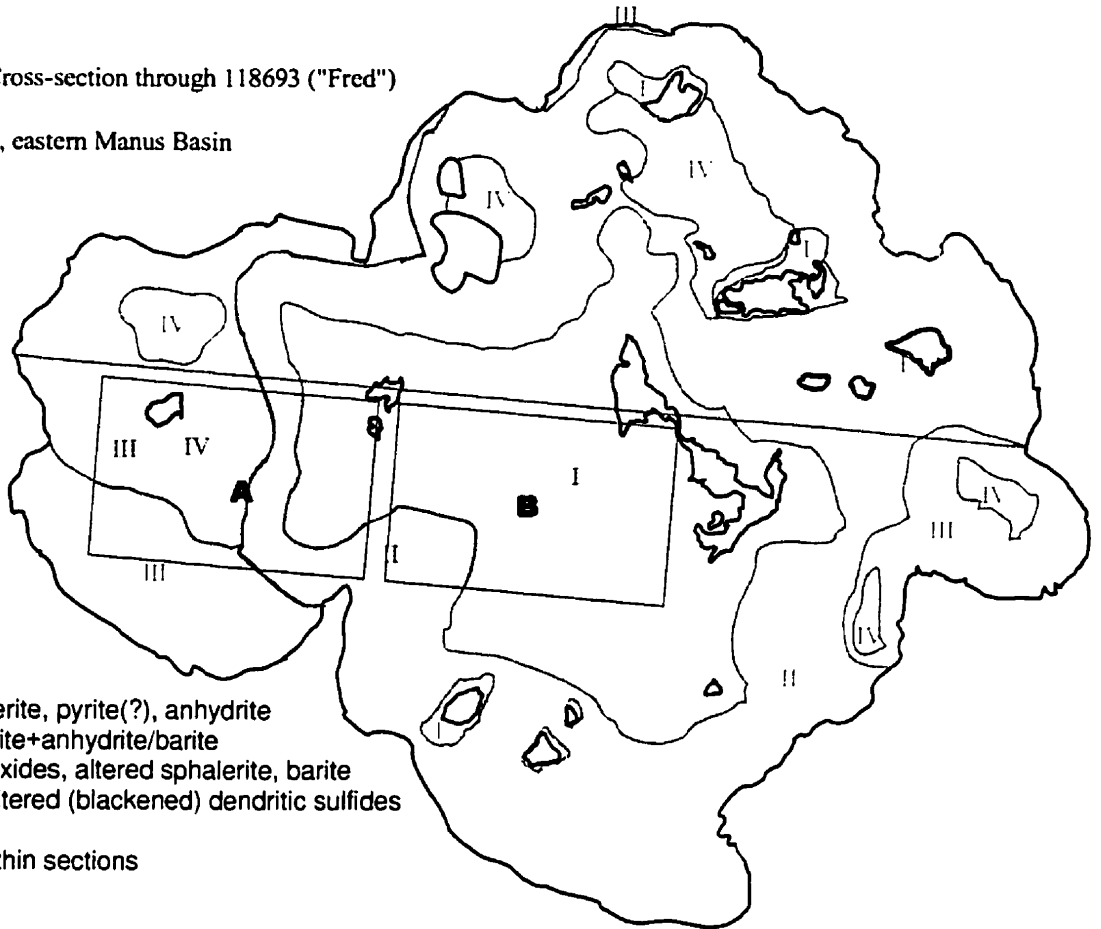 III
Cross-section through 118693 ("Fred")
I
, eastern Manus Basin
IV
IV
I
IV
I
III
IV
I
IV
A
B
III
I
III
IV
II
I
erite, pyrite(?), anhydrite
ite+anhydrite/barite
xides, altered sphalerite, barite
tered (blackened) dendritic sulfides
thin sections